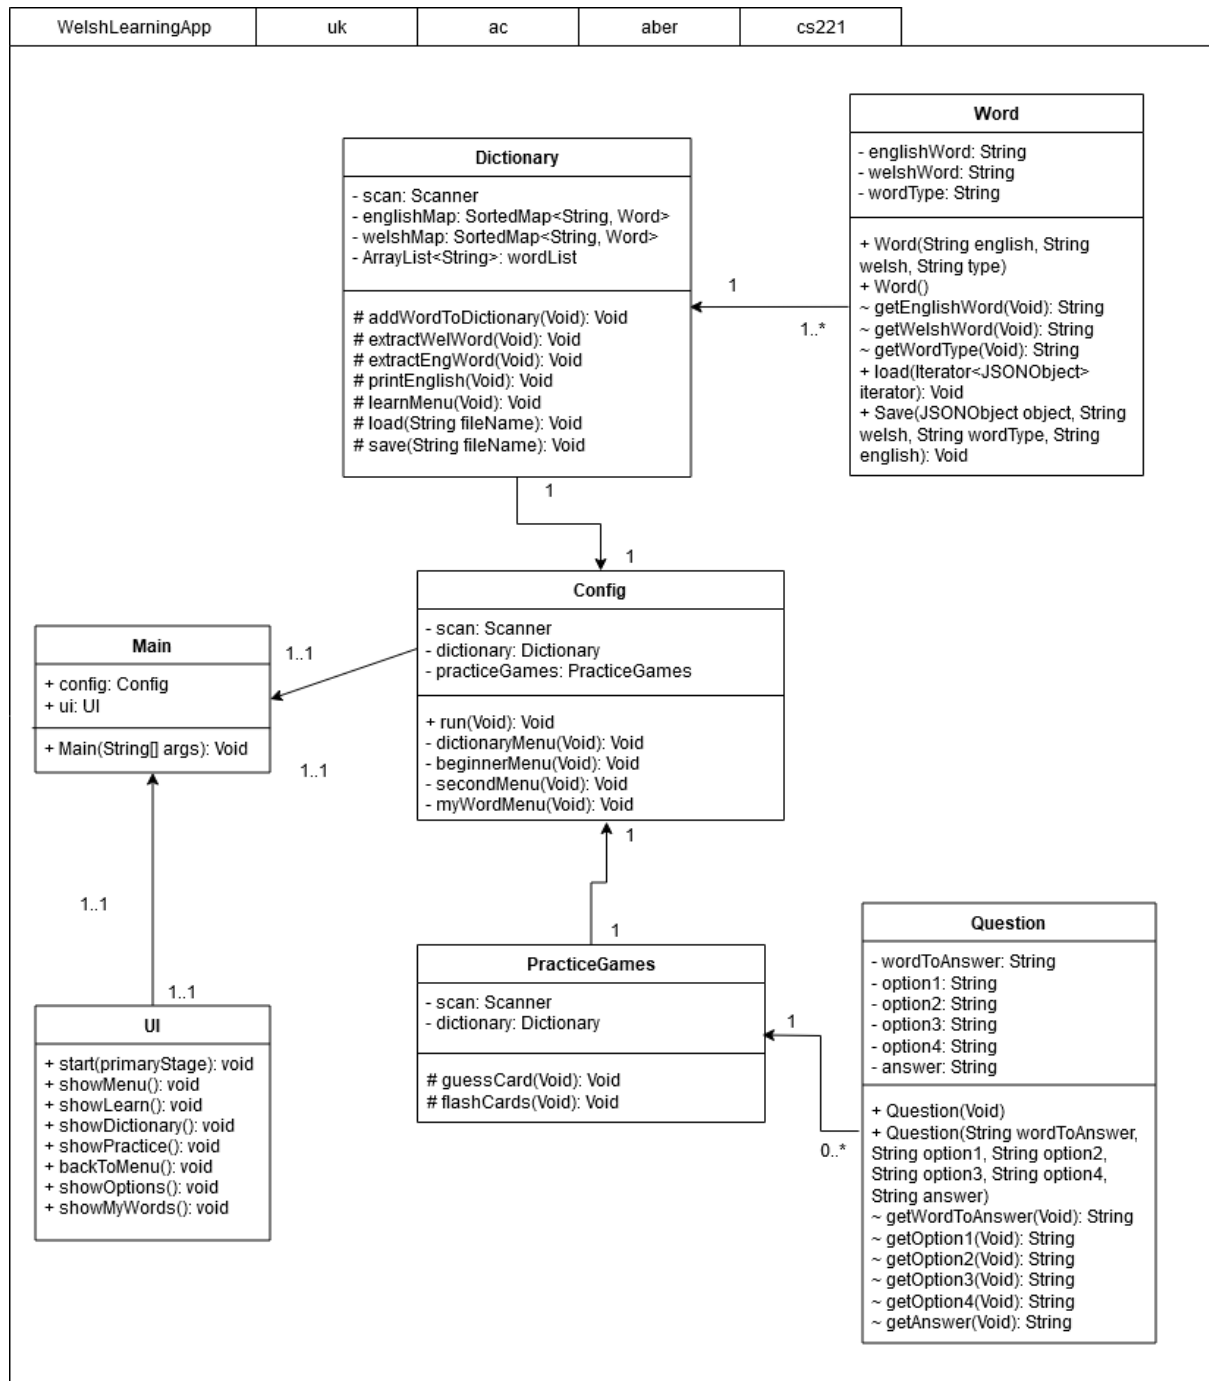 WelshLearningApp
uk
ac
aber
cs221
Word
- englishWord: String
- welshWord: String
- wordType: String
+ Word(String english, String
welsh, String type)
+ Word()
~ getEnglishWord(Void): String
~ getWelshWord(Void): String
~ getWordType(Void): String
+ load(Iterator<JSONObject>
iterator): Void
+ Save(JSONObject object, String
welsh, String wordType, String
english): Void
Dictionary
- scan: Scanner
- englishMap: SortedMap<String, Word>
- welshMap: SortedMap<String, Word>
- ArrayList<String>: wordList
# addWordToDictionary(Void): Void
# extractWelWord(Void): Void
# extractEngWord(Void): Void
# printEnglish(Void): Void
# learnMenu(Void): Void
# load(String fileName): Void
# save(String fileName): Void
1
1..*
1
1
Config
- scan: Scanner
- dictionary: Dictionary
- practiceGames: PracticeGames
+ run(Void): Void
- dictionaryMenu(Void): Void
- beginnerMenu(Void): Void
- secondMenu(Void): Void
- myWordMenu(Void): Void
Main
+ config: Config
+ ui: UI
+ Main(String[] args): Void
1..1
1..1
1..1
1..1
UI
+ start(primaryStage): void
+ showMenu(): void
+ showLearn(): void
+ showDictionary(): void
+ showPractice(): void
+ backToMenu(): void
+ showOptions(): void
+ showMyWords(): void
1
1
PracticeGames
- scan: Scanner
- dictionary: Dictionary
# guessCard(Void): Void
# flashCards(Void): Void
1
0..*
Question
- wordToAnswer: String
- option1: String
- option2: String
- option3: String
- option4: String
- answer: String
+ Question(Void)
+ Question(String wordToAnswer,
String option1, String option2,
String option3, String option4,
String answer)
~ getWordToAnswer(Void): String
~ getOption1(Void): String
~ getOption2(Void): String
~ getOption3(Void): String
~ getOption4(Void): String
~ getAnswer(Void): String